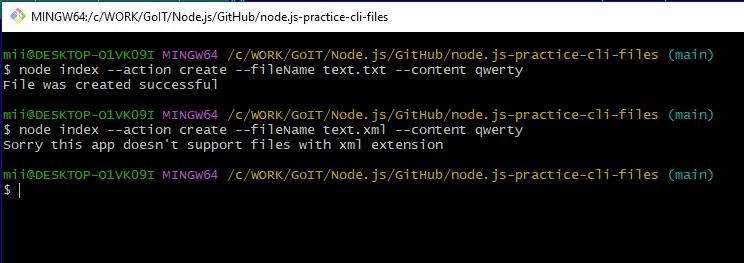 MINGW64:/c/WORK/GoIT/Node.js/GitHub/node.js-practice-cli-files
mii@DESKTOP-O1VK09I MINGW64 /c/WORK/GoIT/Node.js/GitHub/node.js-practice-cli-files (main)
$ node index --action create --fileName text.txt --content qwerty
File was created successful
mii@DESKTOP-O1VK09I MINGW64 /c/WORK/GoIT/Node.js/GitHub/node.js-practice-cli-files (main)
$ node index --action create --fileName text.xml --content qwerty
Sorry this app doesn't support files with xml extension
mii@DESKTOP-O1VK09I MINGW64 /c/WORK/GoIT/Node.js/GitHub/node.js-practice-cli-files (main)
$